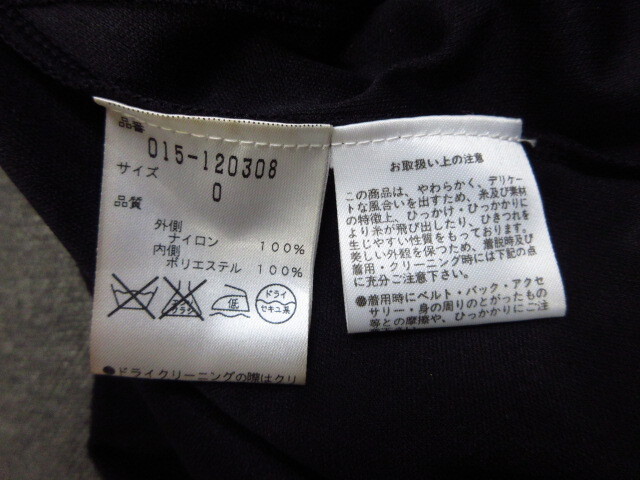 品番
015-120308
サイズ
0
品質
外側
ナイロン 100%
内側
ポリエステル 100%
低
ドライ
セキユ系
●ドライクリーニングの際はクリ
お取扱い上の注意
この商品は、やわらかく、デリケー
トな風合いを出すため、糸及び素材
の特徴上、ひっかけ・ひっかかりに
より糸が飛び出したり、ひきつれを
生じやすい性質をもっております。
美しい外観を保つため、着脱時及び
着用・クリーニング時には下記の点
に充分ご注意ください。
●着用時にベルト・バック・アクセ
サリー・身の周りのとがったもの
等との摩擦や、ひっかかりにご注